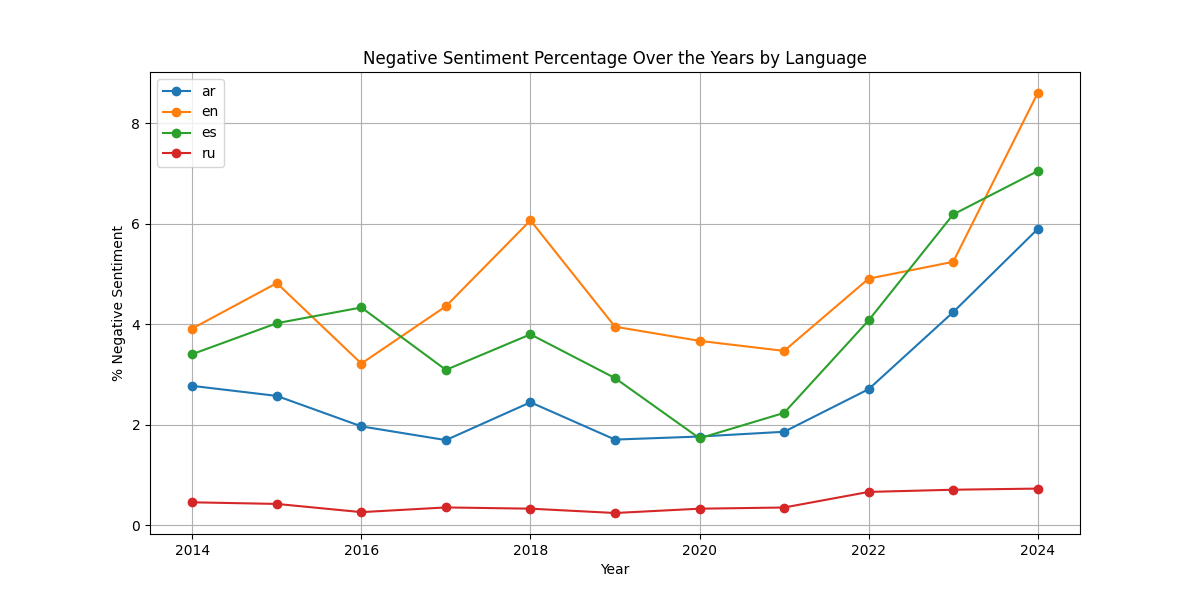 Negative Sentiment Percentage Over the Years by Language
ar
en
es
ru
% Negative Sentiment
8
6
4
2
0
2014 2016 2018 2020 2022 2024
Year